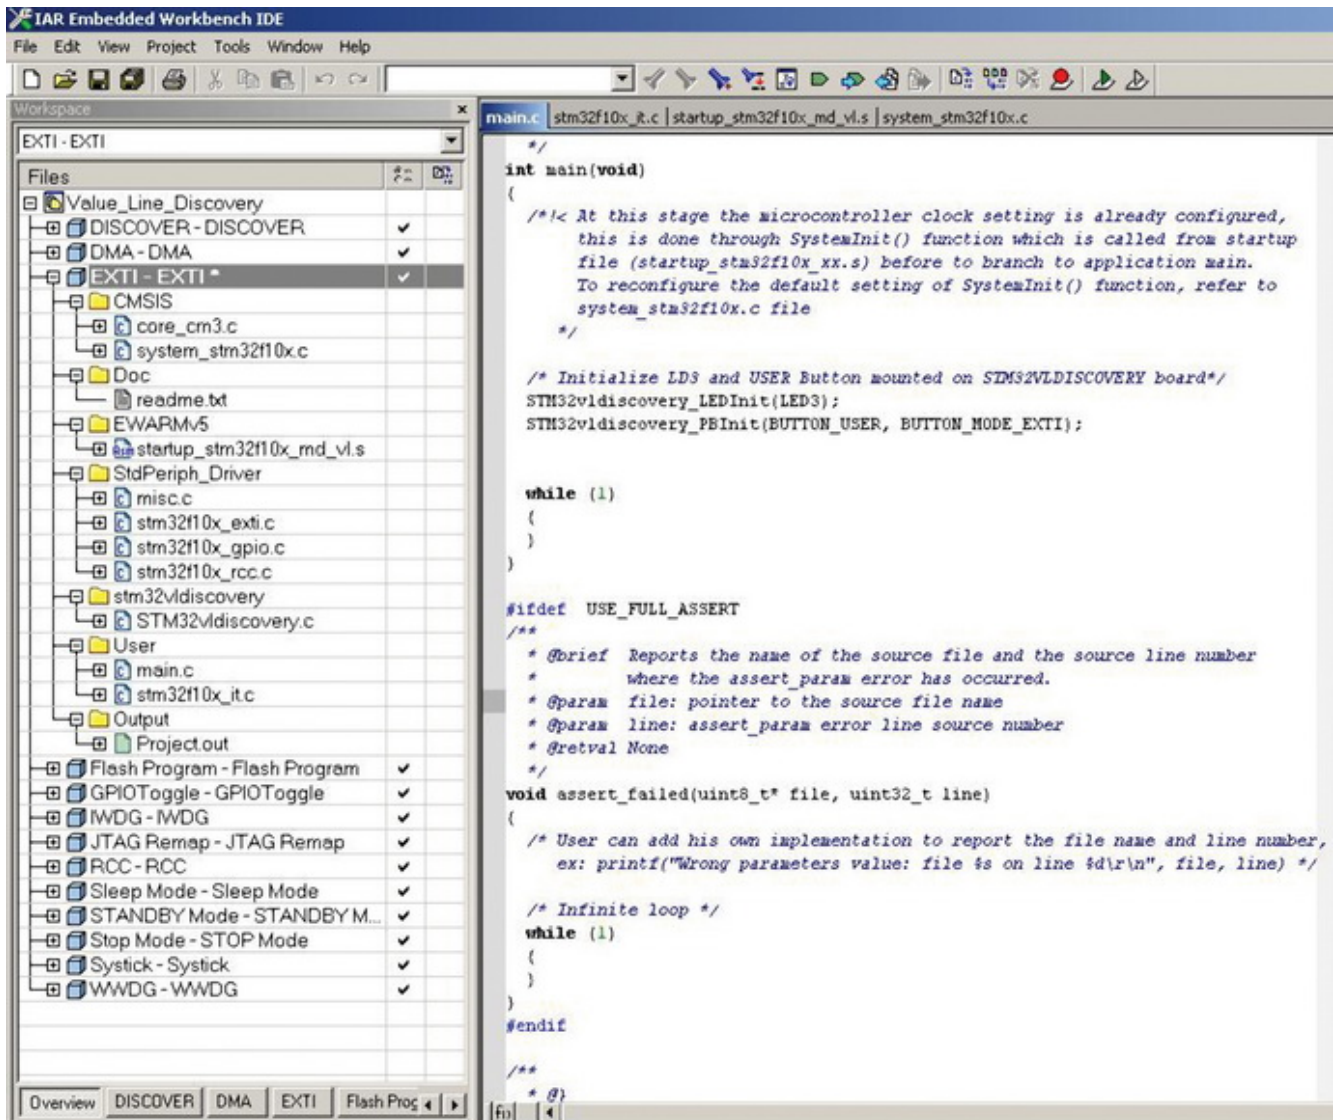 IAR Embedded Workbench IDE
File Edit View Project Tools Window Help
Workspace
EXTI - EXTI
Files
Value_Line_Discovery
DISCOVER - DISCOVER
DMA - DMA
EXTI - EXTI *
CMSIS
core_cm3.c
system_stm32f10x.c
Doc
readme.txt
EWARMv5
startup_stm32f10x_md_vl.s
StdPeriph_Driver
misc.c
stm32f10x_exti.c
stm32f10x_gpio.c
stm32f10x_rcc.c
stm32vldiscovery
STM32vldiscovery.c
User
main.c
stm32f10x_it.c
Output
Project.out
Flash Program - Flash Program
GPIOToggle - GPIOToggle
IWDG - IWDG
JTAG Remap - JTAG Remap
RCC - RCC
Sleep Mode - Sleep Mode
STANDBY Mode - STANDBY M...
Stop Mode - STOP Mode
Systick - Systick
WWDG - WWDG
Overview DISCOVER DMA EXTI Flash Prog
main.c stm32f10x_it.c startup_stm32f10x_md_vl.s system_stm32f10x.c
*/
int main(void)
{
/*!< At this stage the microcontroller clock setting is already configured,
this is done through SystemInit() function which is called from startup
file (startup_stm32f10x_xx.s) before to branch to application main.
To reconfigure the default setting of SystemInit() function, refer to
system_stm32f10x.c file
*/
/* Initialize LD3 and USER Button mounted on STM32VLDISCOVERY board*/
STM32vldiscovery_LEDInit(LED3);
STM32vldiscovery_PBInit(BUTTON_USER, BUTTON_MODE_EXTI);
while (1)
{
}
}
#ifdef USE_FULL_ASSERT
/**
* @brief Reports the name of the source file and the source line number
* where the assert_param error has occurred.
* @param file: pointer to the source file name
* @param line: assert_param error line source number
* @retval None
*/
void assert_failed(uint8_t* file, uint32_t line)
{
/* User can add his own implementation to report the file name and line number,
ex: printf("Wrong parameters value: file %s on line %d\r\n", file, line) */
/* Infinite loop */
while (1)
{
}
}
#endif
/**
* @}